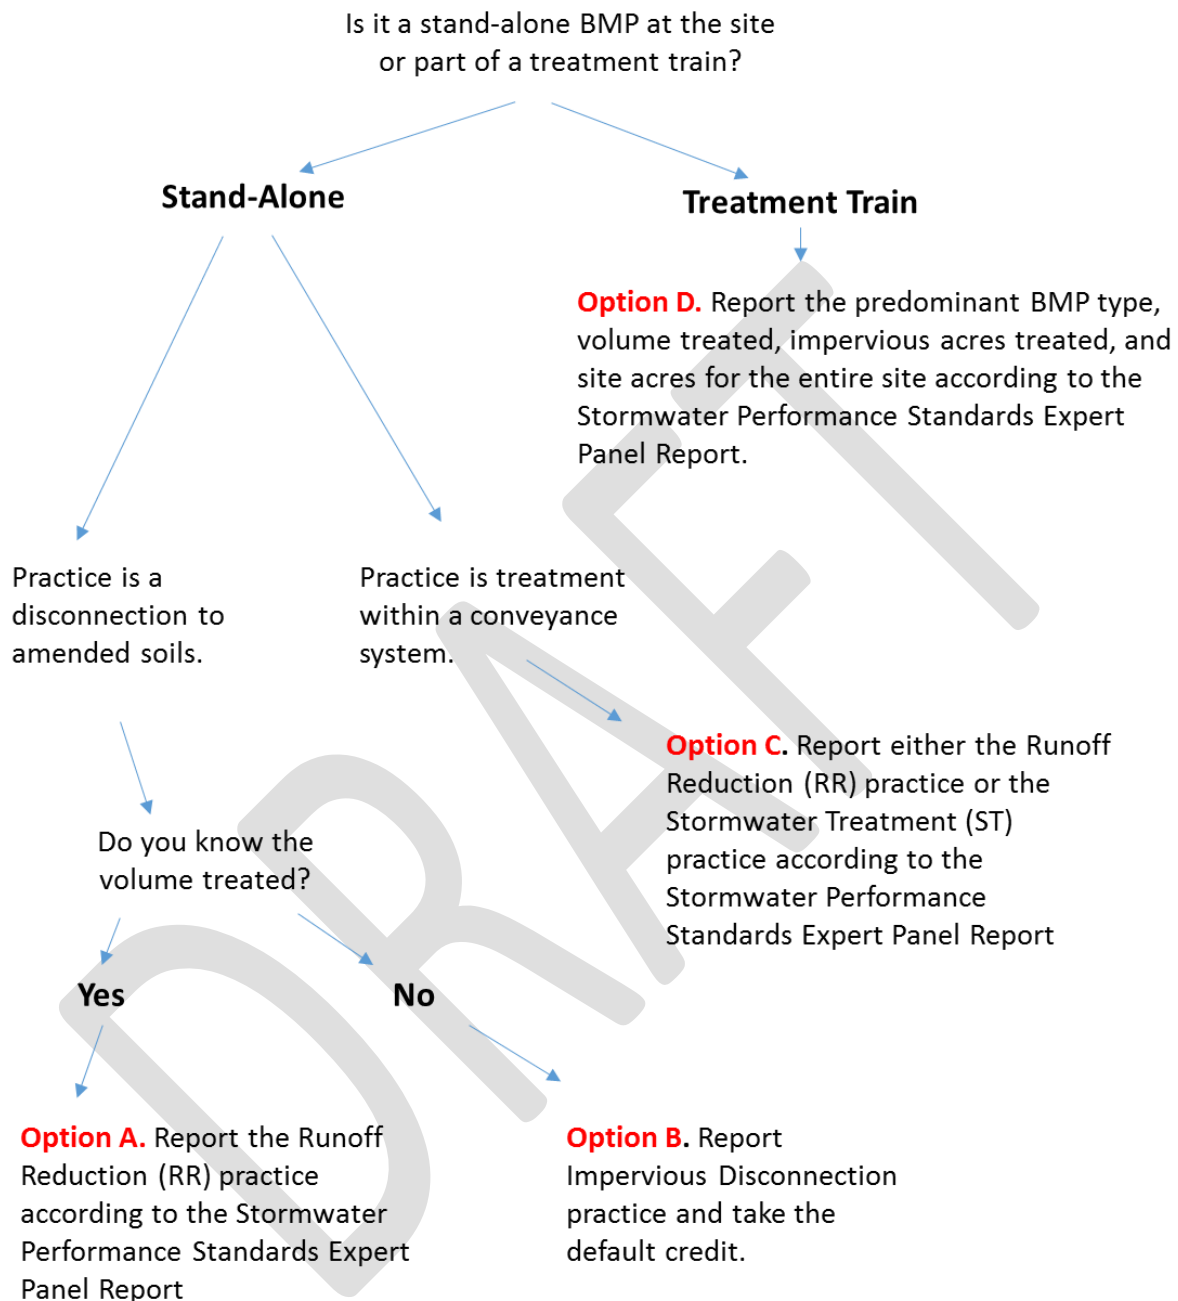 Is it a stand-alone BMP at the site
or part of a treatment train?
Stand-Alone
Treatment Train
Option D. Report the predominant BMP type,
volume treated, impervious acres treated, and
site acres for the entire site according to the
Stormwater Performance Standards Expert
Panel Report.
Practice is a
disconnection to
amended soils.
Practice is treatment
within a conveyance
system.
Option C. Report either the Runoff
Reduction (RR) practice or the
Stormwater Treatment (ST)
practice according to the
Stormwater Performance
Standards Expert Panel Report
Do you know the
volume treated?
Yes
No
Option A. Report the Runoff
Reduction (RR) practice
according to the Stormwater
Performance Standards Expert
Panel Report
Option B. Report
Impervious Disconnection
practice and take the
default credit.
DRAFT